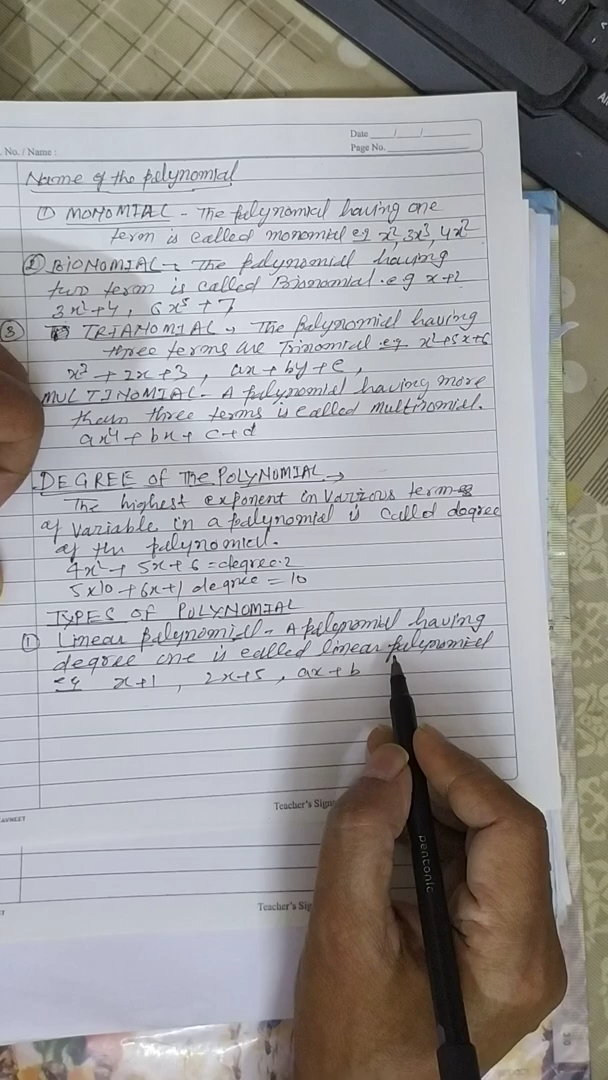 Date ___/___/___
. No. / Name :
Page No.
Name of the polynomial
① MONOMIAL - The polynomial having one
term is called monomial eg x², 3x³, 4x²
② BIONOMIAL → The polynomial having
two term is called Bionomial. e.g x+2
3x²+4, 6x³+7
③ TRIANOMIAL → The polynomial having
three terms are Trinomial eg. x²+5x+6
x² + 2x + 3, ax + by + c,
MULTINOMIAL - A polynomial having more
than three terms is called multinomial.
ax4 + bx + c + d
DEGREE of The POLYNOMIAL →
The highest exponent in various term
of variable in a polynomial is called degree
of the polynomial.
4x² + 5x + 6 = degree 2
5x10 + 6x + 1 degree = 10
TYPES OF POLYNOMIAL
① Linear polynomial - A polynomial having
degree one is called linear polynomial
eg x+1, 2x+5, ax+b
Teacher's Sign
Teacher's Sig
pentonic